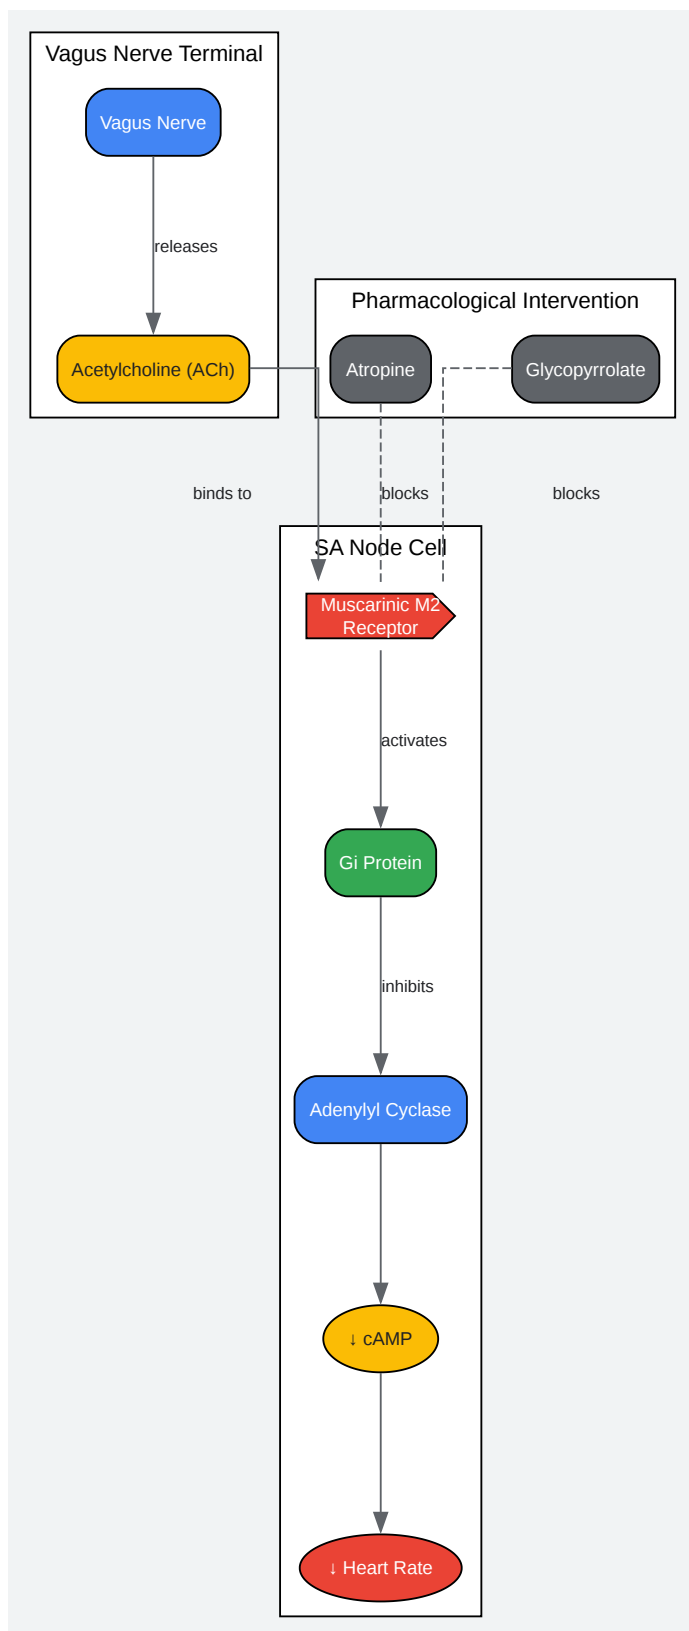 Vagus Nerve Terminal
Vagus Nerve
releases
Pharmacological Intervention
Acetylcholine (ACh)
Atropine
Glycopyrrolate
binds to
blocks
blocks
SA Node Cell
Muscarinic M2
Receptor
activates
Gi Protein
inhibits
Adenylyl Cyclase
↓ cAMP
↓ Heart Rate